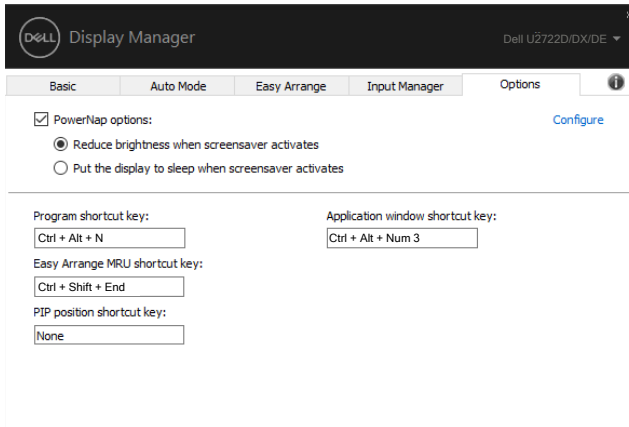 DELL Display Manager
Dell U2722D/DX/DE
Basic Auto Mode Easy Arrange Input Manager Options
PowerNap options:
Configure
Reduce brightness when screensaver activates
Put the display to sleep when screensaver activates
Program shortcut key:
Application window shortcut key:
Ctrl + Alt + N
Ctrl + Alt + Num 3
Easy Arrange MRU shortcut key:
Ctrl + Shift + End
PIP position shortcut key:
None